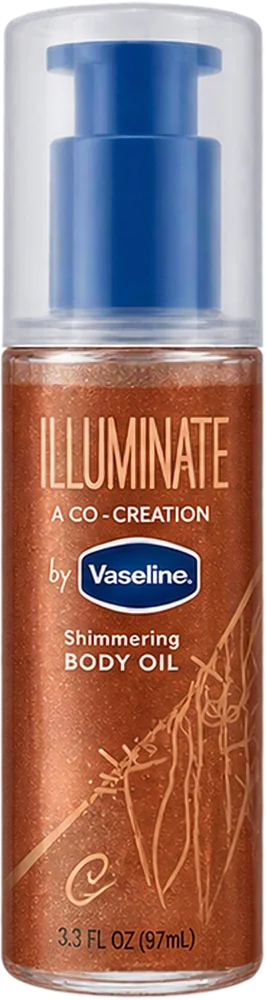 ILLUMINATE
A CO-CREATION
by Vaseline.
Shimmering
BODY OIL
3.3 FL OZ (97mL)